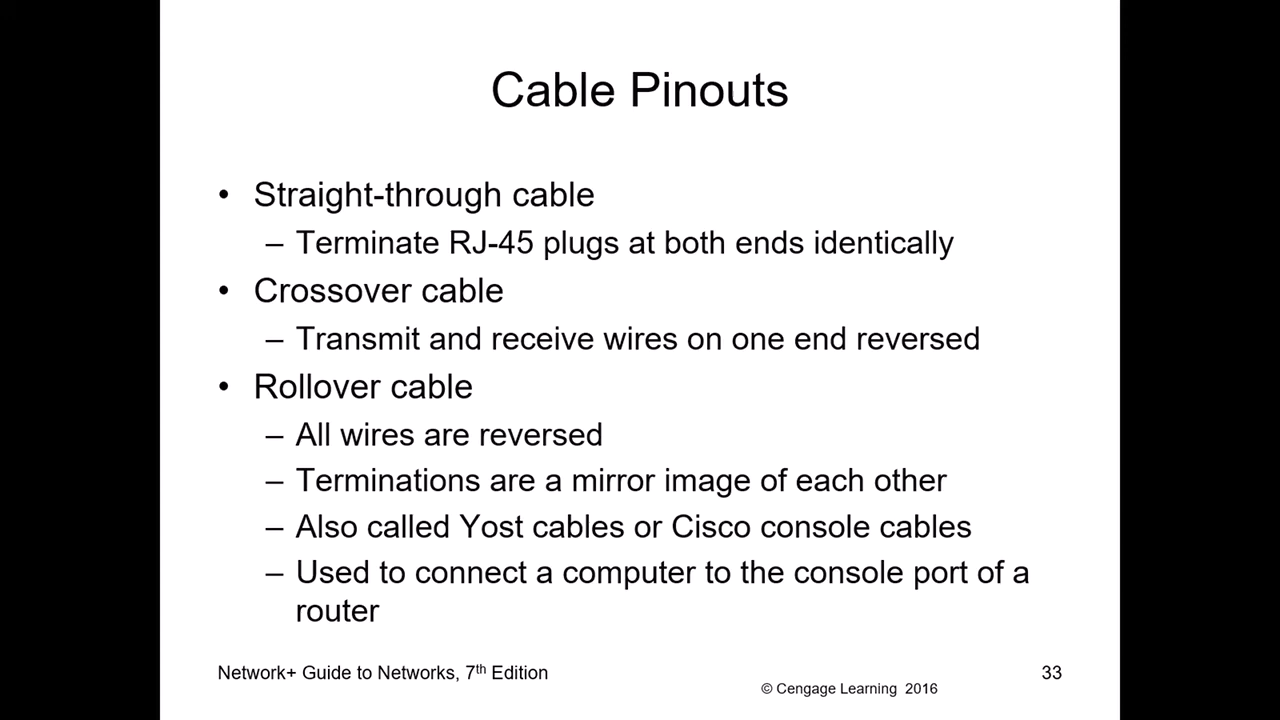 Cable Pinouts
• Straight-through cable
– Terminate RJ-45 plugs at both ends identically
• Crossover cable
– Transmit and receive wires on one end reversed
• Rollover cable
– All wires are reversed
– Terminations are a mirror image of each other
– Also called Yost cables or Cisco console cables
– Used to connect a computer to the console port of a
router
Network+ Guide to Networks, 7th Edition
33
© Cengage Learning 2016